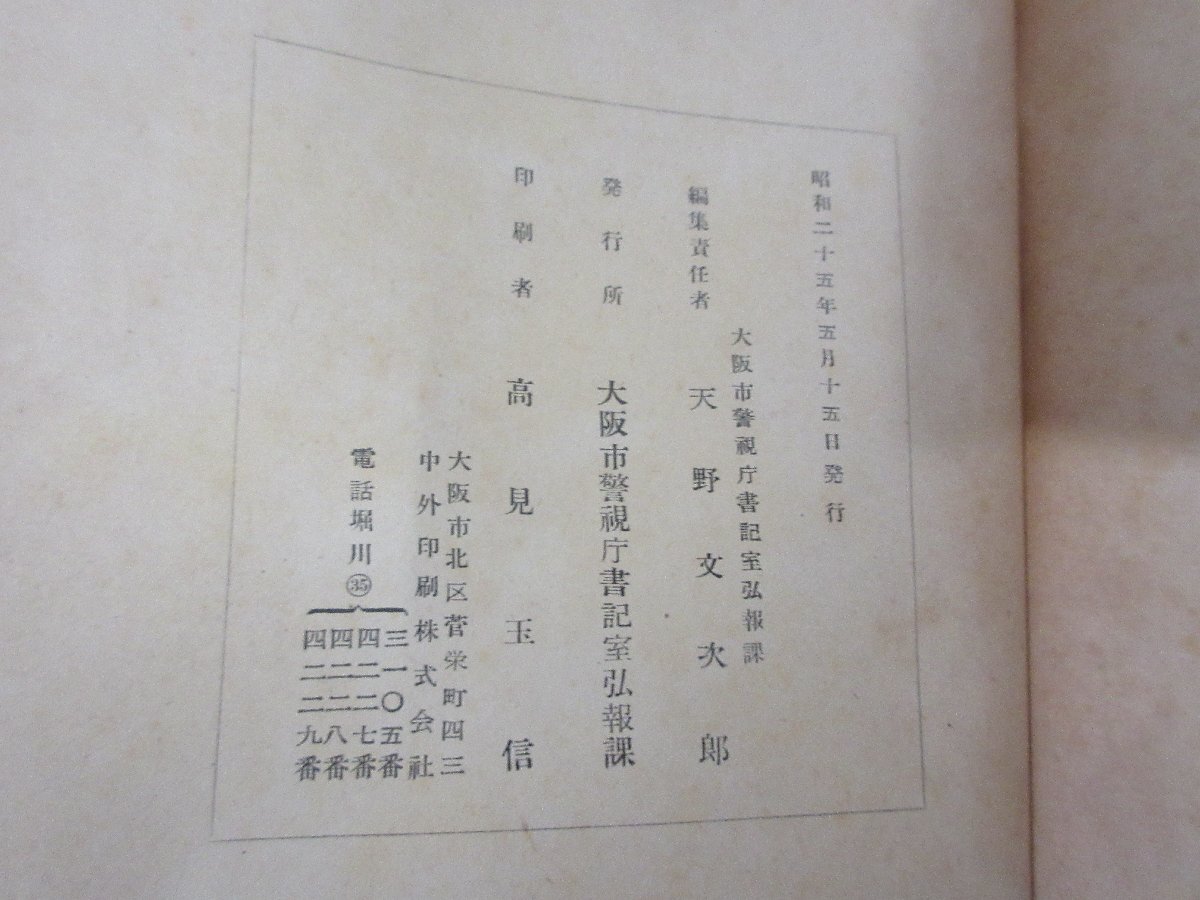 昭和二十五年五月十五日発行
大阪市警視庁書記室弘報課
編集責任者 天野文次郎
発行所 大阪市警視庁書記室弘報課
印刷者 高見玉信
大阪市北区菅栄町四三
中外印刷株式会社
電話堀川㉟
三一〇五番
四二二七番
四二二八番
四二二九番